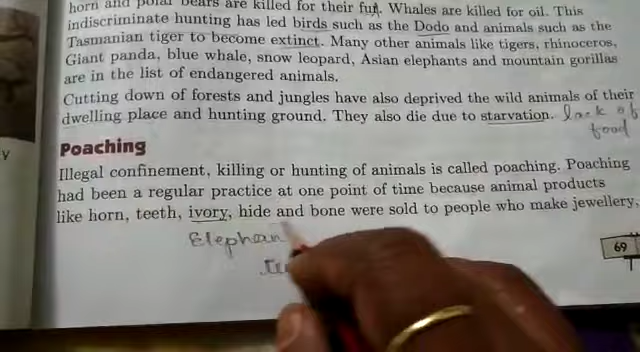 horn and polar bears are killed for their fur. Whales are killed for oil. This
indiscriminate hunting has led birds such as the Dodo and animals such as the
Tasmanian tiger to become extinct. Many other animals like tigers, rhinoceros,
Giant panda, blue whale, snow leopard, Asian elephants and mountain gorillas
are in the list of endangered animals.
Cutting down of forests and jungles have also deprived the wild animals of their
dwelling place and hunting ground. They also die due to starvation. lack of
food
Poaching
Illegal confinement, killing or hunting of animals is called poaching. Poaching
had been a regular practice at one point of time because animal products
like horn, teeth, ivory, hide and bone were sold to people who make jewellery,
Elephan
69